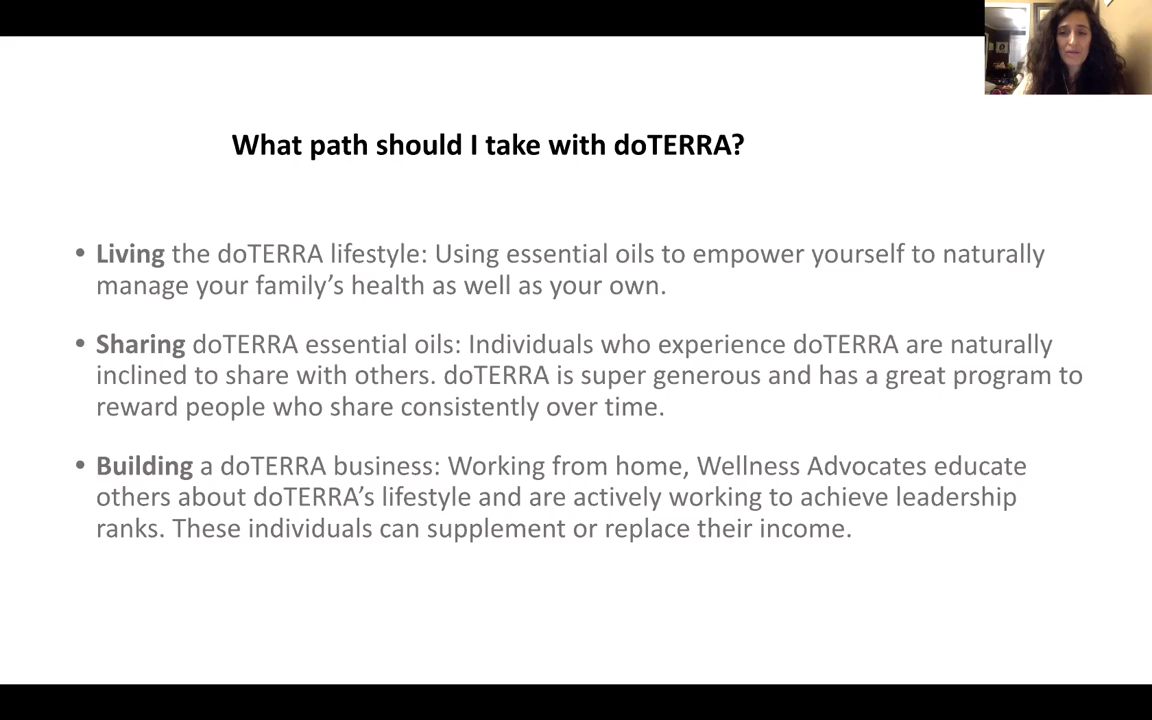 What path should I take with doTERRA?
• Living the doTERRA lifestyle: Using essential oils to empower yourself to naturally
manage your family’s health as well as your own.
• Sharing doTERRA essential oils: Individuals who experience doTERRA are naturally
inclined to share with others. doTERRA is super generous and has a great program to
reward people who share consistently over time.
• Building a doTERRA business: Working from home, Wellness Advocates educate
others about doTERRA’s lifestyle and are actively working to achieve leadership
ranks. These individuals can supplement or replace their income.